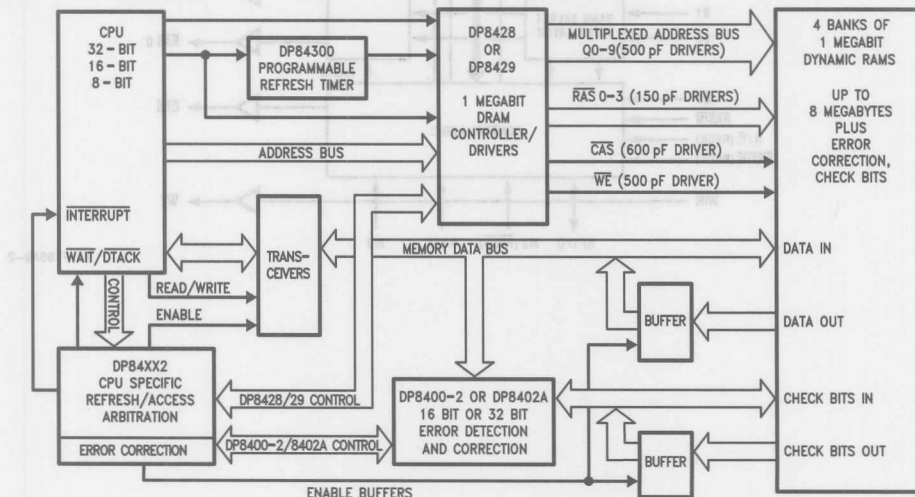 CPU
32-BIT
16-BIT
8-BIT
DP84300
PROGRAMMABLE
REFRESH TIMER
DP8428
OR
DP8429
1 MEGABIT
DRAM
CONTROLLER/
DRIVERS
MULTIPLEXED ADDRESS BUS
Q0-9(500 pF DRIVERS)
RAS 0-3 (150 pF DRIVERS)
CAS (600 pF DRIVER)
WE (500 pF DRIVER)
4 BANKS OF
1 MEGABIT
DYNAMIC RAMS
UP TO
8 MEGABYTES
PLUS
ERROR
CORRECTION,
CHECK BITS
ADDRESS BUS
INTERRUPT
WAIT/DTACK
CONTROL
READ/WRITE
ENABLE
TRANS-
CEIVERS
MEMORY DATA BUS
DATA IN
BUFFER
DATA OUT
DP84XX2
CPU SPECIFIC
REFRESH/ACCESS
ARBITRATION
ERROR CORRECTION
DP8428/29 CONTROL
DP8400-2/8402A CONTROL
DP8400-2 OR DP8402A
16 BIT OR 32 BIT
ERROR DETECTION
AND CORRECTION
CHECK BITS IN
BUFFER
CHECK BITS OUT
ENABLE BUFFERS